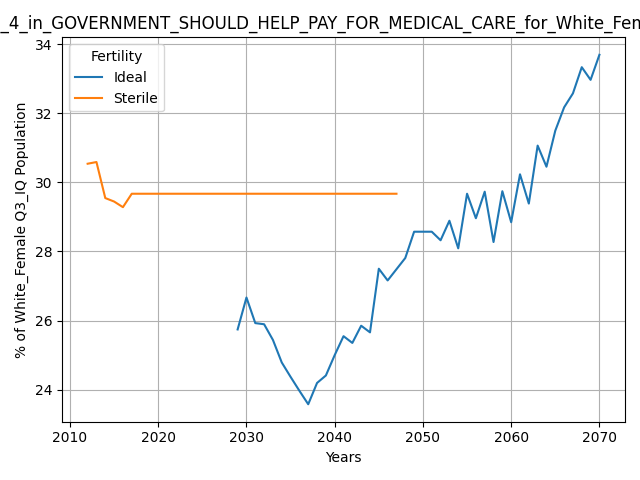 _4_in_GOVERNMENT_SHOULD_HELP_PAY_FOR_MEDICAL_CARE_for_White_Fem
Fertility
Ideal
Sterile
% of White_Female Q3_IQ Population
34
32
30
28
26
24
2010 2020 2030 2040 2050 2060 2070
Years